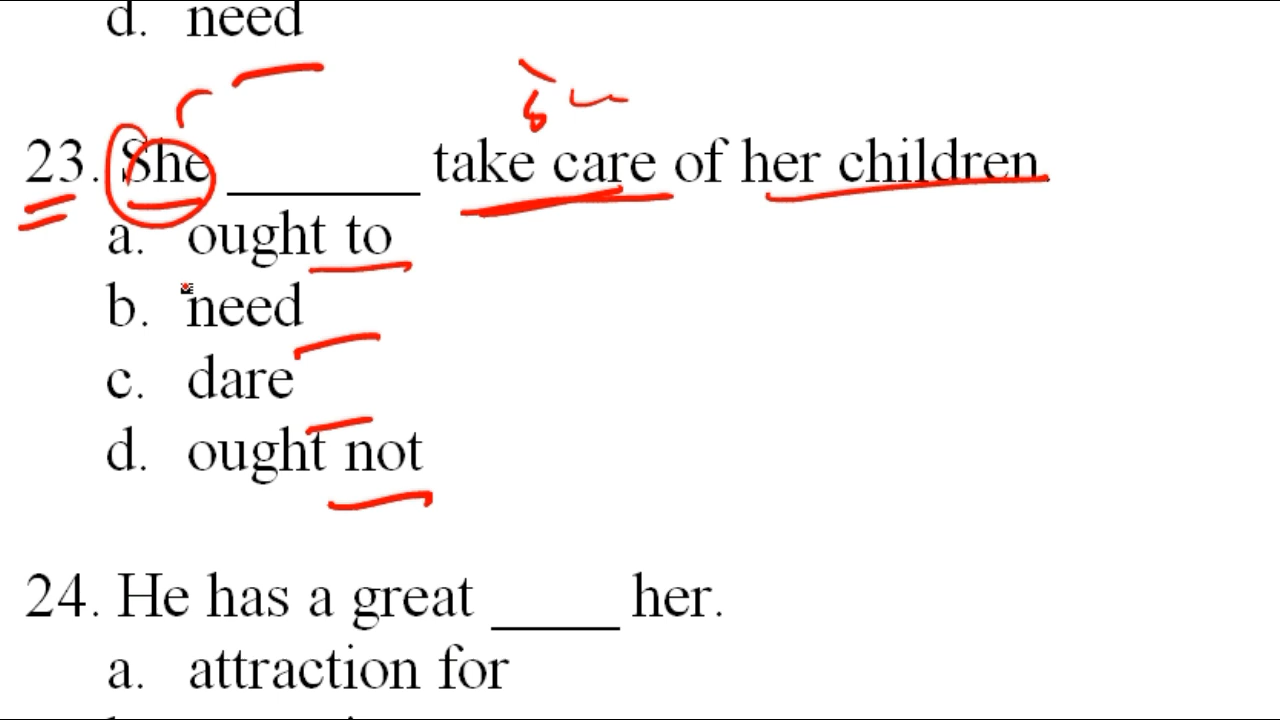 d. need
23. She ________ take care of her children.
a. ought to
b. need
c. dare
d. ought not
24. He has a great _____ her.
a. attraction for